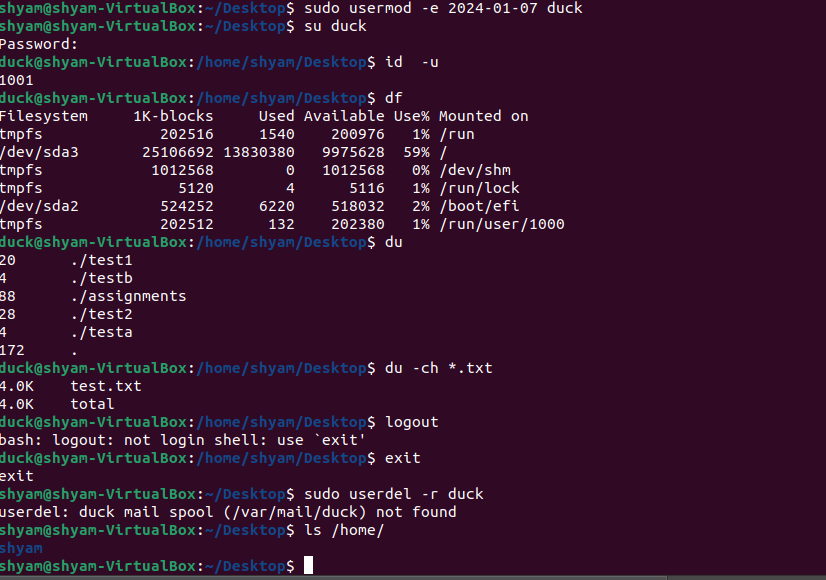 shyam@shyam-VirtualBox:~/Desktop$ sudo usermod -e 2024-01-07 duck
shyam@shyam-VirtualBox:~/Desktop$ su duck
Password:
duck@shyam-VirtualBox:/home/shyam/Desktop$ id  -u
1001
duck@shyam-VirtualBox:/home/shyam/Desktop$ df
Filesystem     1K-blocks     Used Available Use% Mounted on
tmpfs             202516     1540    200976   1% /run
/dev/sda3       25106692 13830380   9975628  59% /
tmpfs            1012568        0   1012568   0% /dev/shm
tmpfs               5120        4      5116   1% /run/lock
/dev/sda2         524252     6220    518032   2% /boot/efi
tmpfs             202512      132    202380   1% /run/user/1000
duck@shyam-VirtualBox:/home/shyam/Desktop$ du
20      ./test1
4       ./testb
88      ./assignments
28      ./test2
4       ./testa
172     .
duck@shyam-VirtualBox:/home/shyam/Desktop$ du -ch *.txt
4.0K    test.txt
4.0K    total
duck@shyam-VirtualBox:/home/shyam/Desktop$ logout
bash: logout: not login shell: use `exit'
duck@shyam-VirtualBox:/home/shyam/Desktop$ exit
exit
shyam@shyam-VirtualBox:~/Desktop$ sudo userdel -r duck
userdel: duck mail spool (/var/mail/duck) not found
shyam@shyam-VirtualBox:~/Desktop$ ls /home/
shyam
shyam@shyam-VirtualBox:~/Desktop$